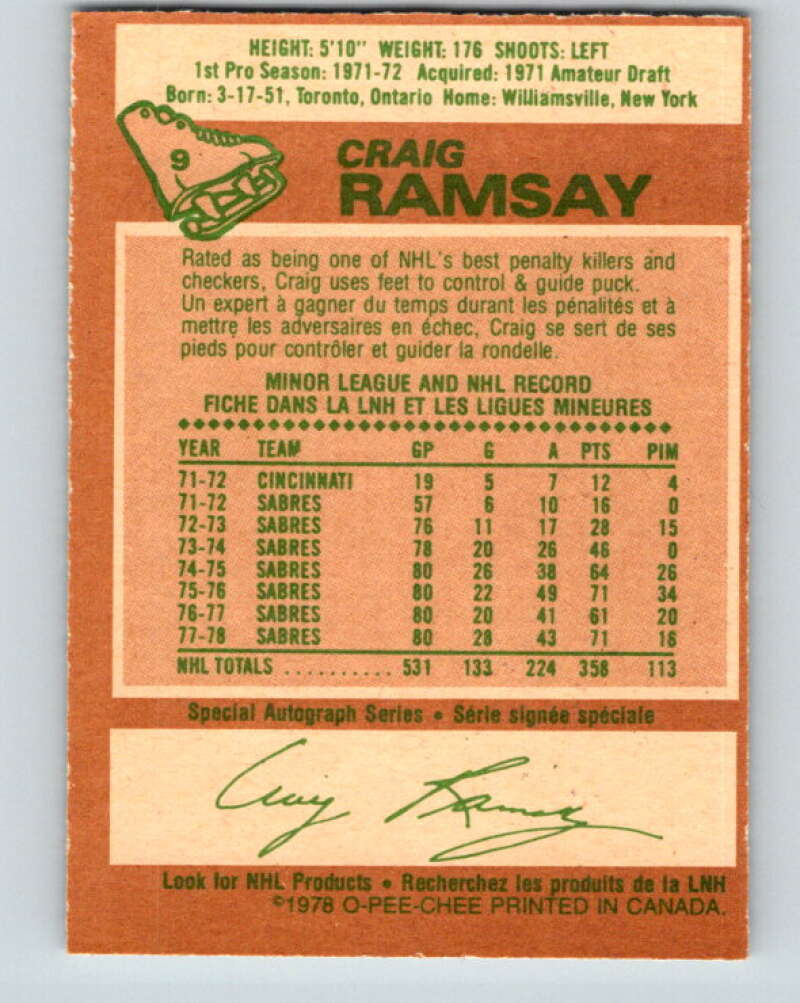 HEIGHT: 5'10" WEIGHT: 176 SHOOTS: LEFT
1st Pro Season: 1971-72 Acquired: 1971 Amateur Draft
Born: 3-17-51, Toronto, Ontario Home: Williamsville, New York
9
CRAIG
RAMSAY
Rated as being one of NHL's best penalty killers and
checkers, Craig uses feet to control & guide puck.
Un expert à gagner du temps durant les pénalités et à
mettre les adversaires en échec, Craig se sert de ses
pieds pour contrôler et guider la rondelle.
MINOR LEAGUE AND NHL RECORD
FICHE DANS LA LNH ET LES LIGUES MINEURES
YEAR TEAM GP G A PTS PIM
71-72 CINCINNATI 19 5 7 12 4
71-72 SABRES 57 6 10 16 0
72-73 SABRES 76 11 17 28 15
73-74 SABRES 78 20 26 46 0
74-75 SABRES 80 26 38 64 26
75-76 SABRES 80 22 49 71 34
76-77 SABRES 80 20 41 61 20
77-78 SABRES 80 28 43 71 16
NHL TOTALS .......... 531 133 224 358 113
Special Autograph Series • Série signée spéciale
Craig Ramsay
Look for NHL Products • Recherchez les produits de la LNH
©1978 O-PEE-CHEE PRINTED IN CANADA.